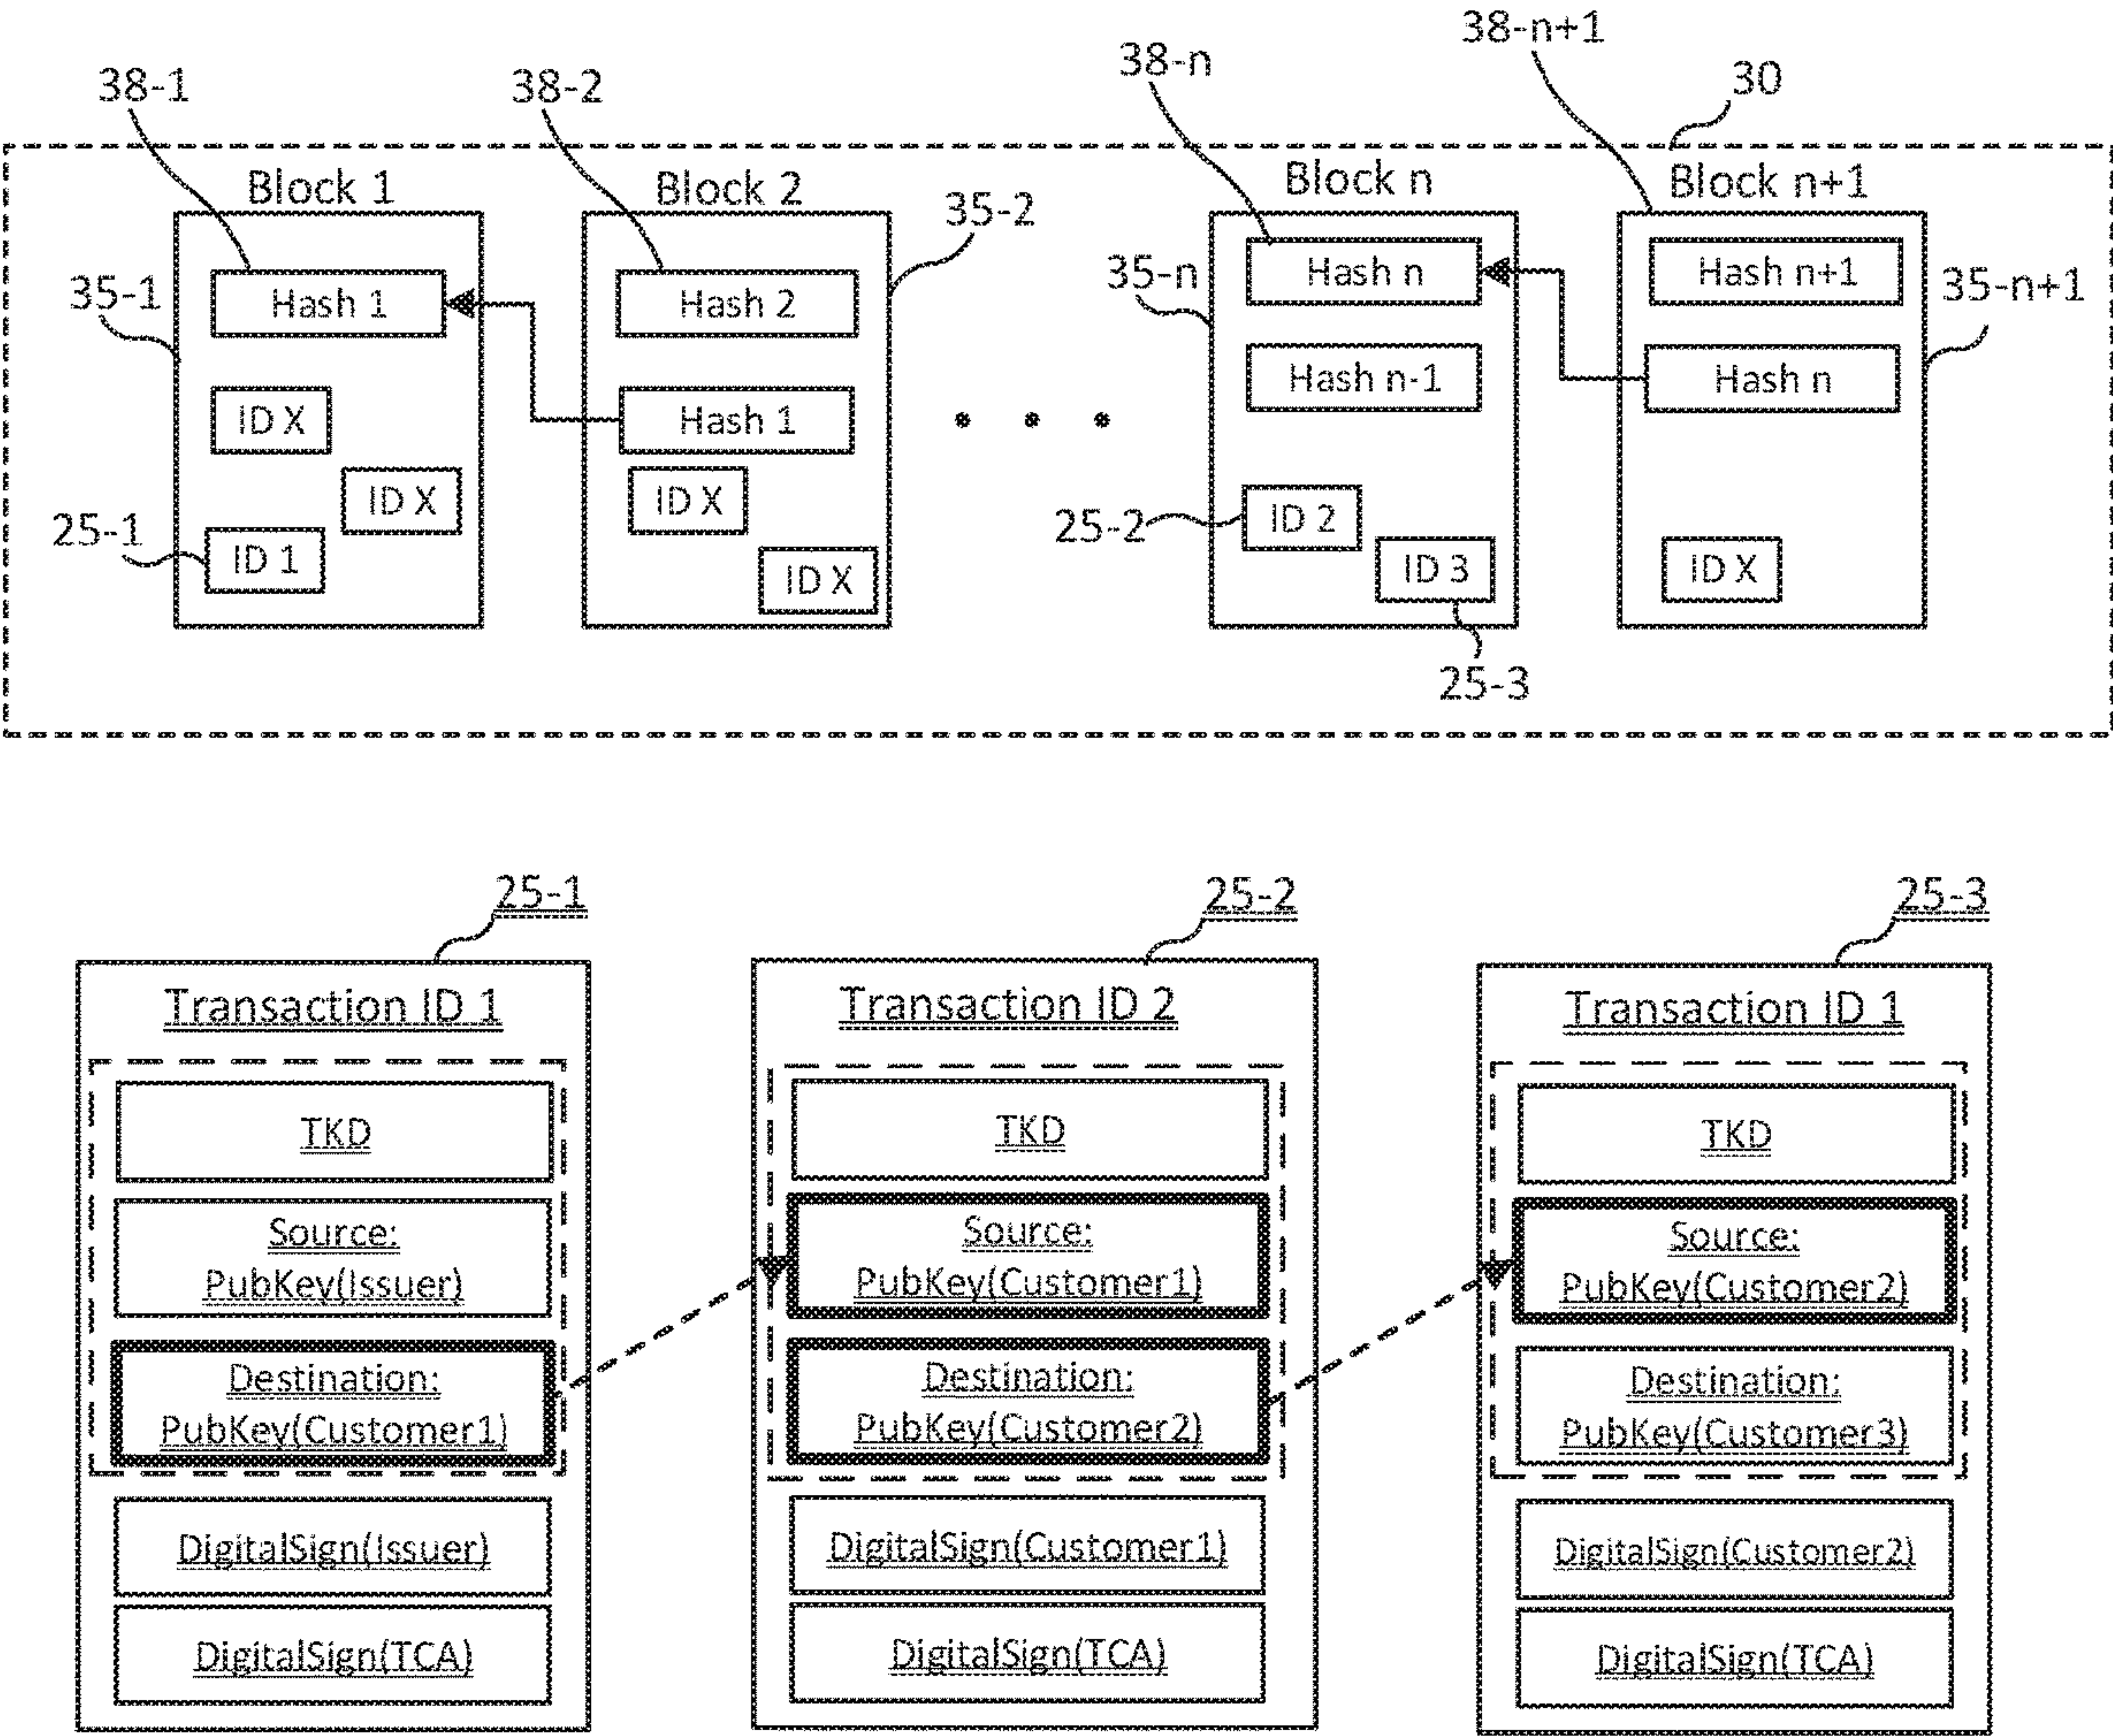 38-1
38-2
38-n
38-n+1
30
Block 1
Block 2
Block n
Block n+1
35-1
35-2
35-n
35-n+1
Hash 1
Hash 2
Hash n
Hash n+1
Hash 1
Hash n-1
Hash n
ID X
ID X
ID X
ID X
ID 2
ID 3
ID X
25-1
ID 1
25-2
25-3
25-1
Transaction ID 1
TKD
Source:
PubKey(Issuer)
Destination:
PubKey(Customer1)
DigitalSign(Issuer)
DigitalSign(TCA)
25-2
Transaction ID 2
TKD
Source:
PubKey(Customer1)
Destination:
PubKey(Customer2)
DigitalSign(Customer1)
DigitalSign(TCA)
25-3
Transaction ID 1
TKD
Source:
PubKey(Customer2)
Destination:
PubKey(Customer3)
DigitalSign(Customer2)
DigitalSign(TCA)